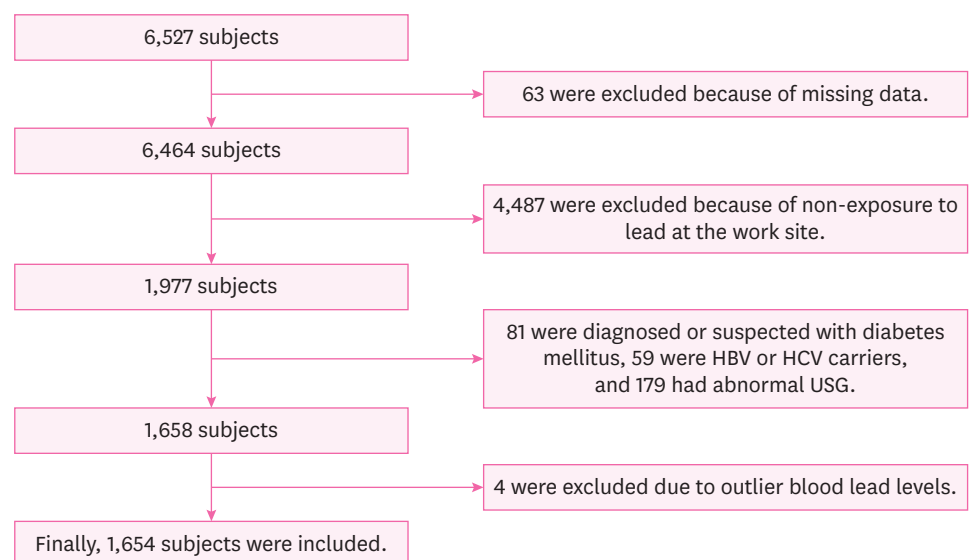 6,527 subjects
63 were excluded because of missing data.
6,464 subjects
4,487 were excluded because of non-exposure to
lead at the work site.
1,977 subjects
81 were diagnosed or suspected with diabetes
mellitus, 59 were HBV or HCV carriers,
and 179 had abnormal USG.
1,658 subjects
4 were excluded due to outlier blood lead levels.
Finally, 1,654 subjects were included.